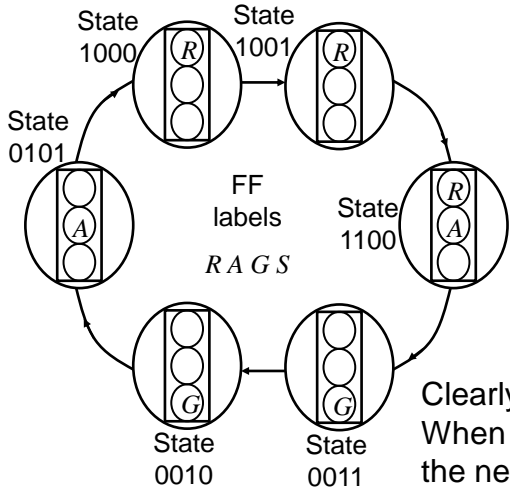 State
1000
State
1001
R
R
State
0101
A
FF
labels
R A G S
State
1100
R
A
G
G
State
0010
State
0011
Clearly
When
the ne